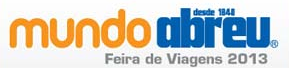 desde 1840
mundo abreu®
Feira de Viagens 2013